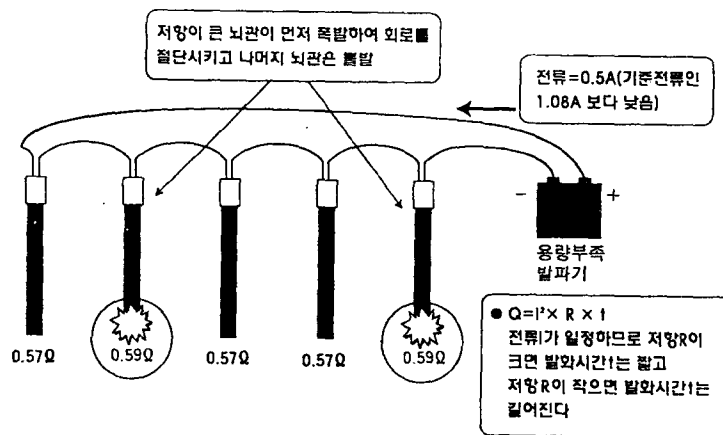 저항이 큰 뇌관이 먼저 폭발하여 회로를
절단시키고 나머지 뇌관은 불발
전류=0.5A(기준전류인
1.08A 보다 낮음)
- +
용량부족
발파기
0.57Ω 0.59Ω 0.57Ω 0.57Ω 0.59Ω
● Q=I²× R × t
전류I가 일정하므로 저항R이
크면 발화시간t는 짧고
저항R이 작으면 발화시간t는
길어진다